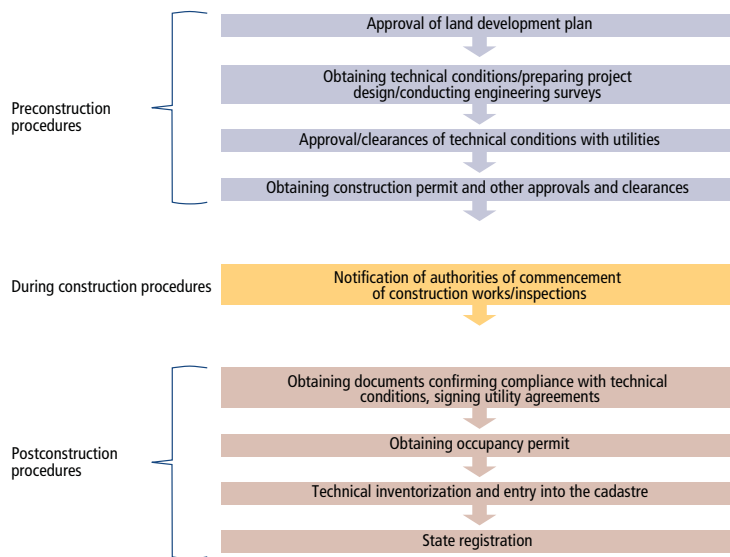 Approval of land development plan
Obtaining technical conditions/preparing project
design/conducting engineering surveys
Preconstruction
procedures
Approval/clearances of technical conditions with utilities
Obtaining construction permit and other approvals and clearances
During construction procedures
Notification of authorities of commencement
of construction works/inspections
Obtaining documents confirming compliance with technical
conditions, signing utility agreements
Postconstruction
procedures
Obtaining occupancy permit
Technical inventorization and entry into the cadastre
State registration